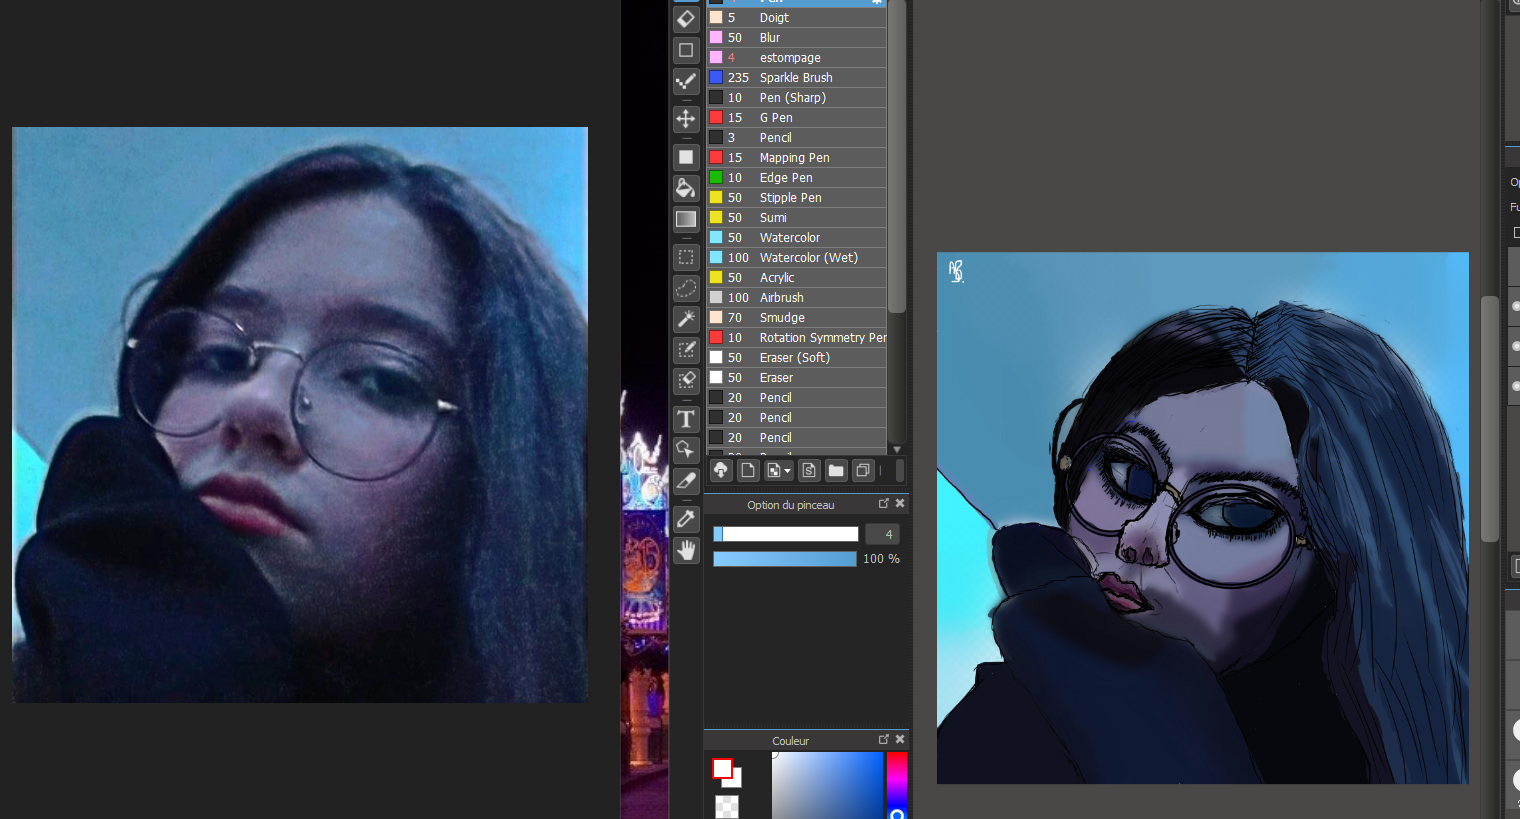 Pen
5 Doigt
50 Blur
4 estompage
235 Sparkle Brush
10 Pen (Sharp)
15 G Pen
3 Pencil
15 Mapping Pen
10 Edge Pen
50 Stipple Pen
50 Sumi
50 Watercolor
100 Watercolor (Wet)
50 Acrylic
100 Airbrush
70 Smudge
10 Rotation Symmetry Per
50 Eraser (Soft)
50 Eraser
20 Pencil
20 Pencil
20 Pencil
Option du pinceau
4
100 %
Couleur
T
S
Op
Fu